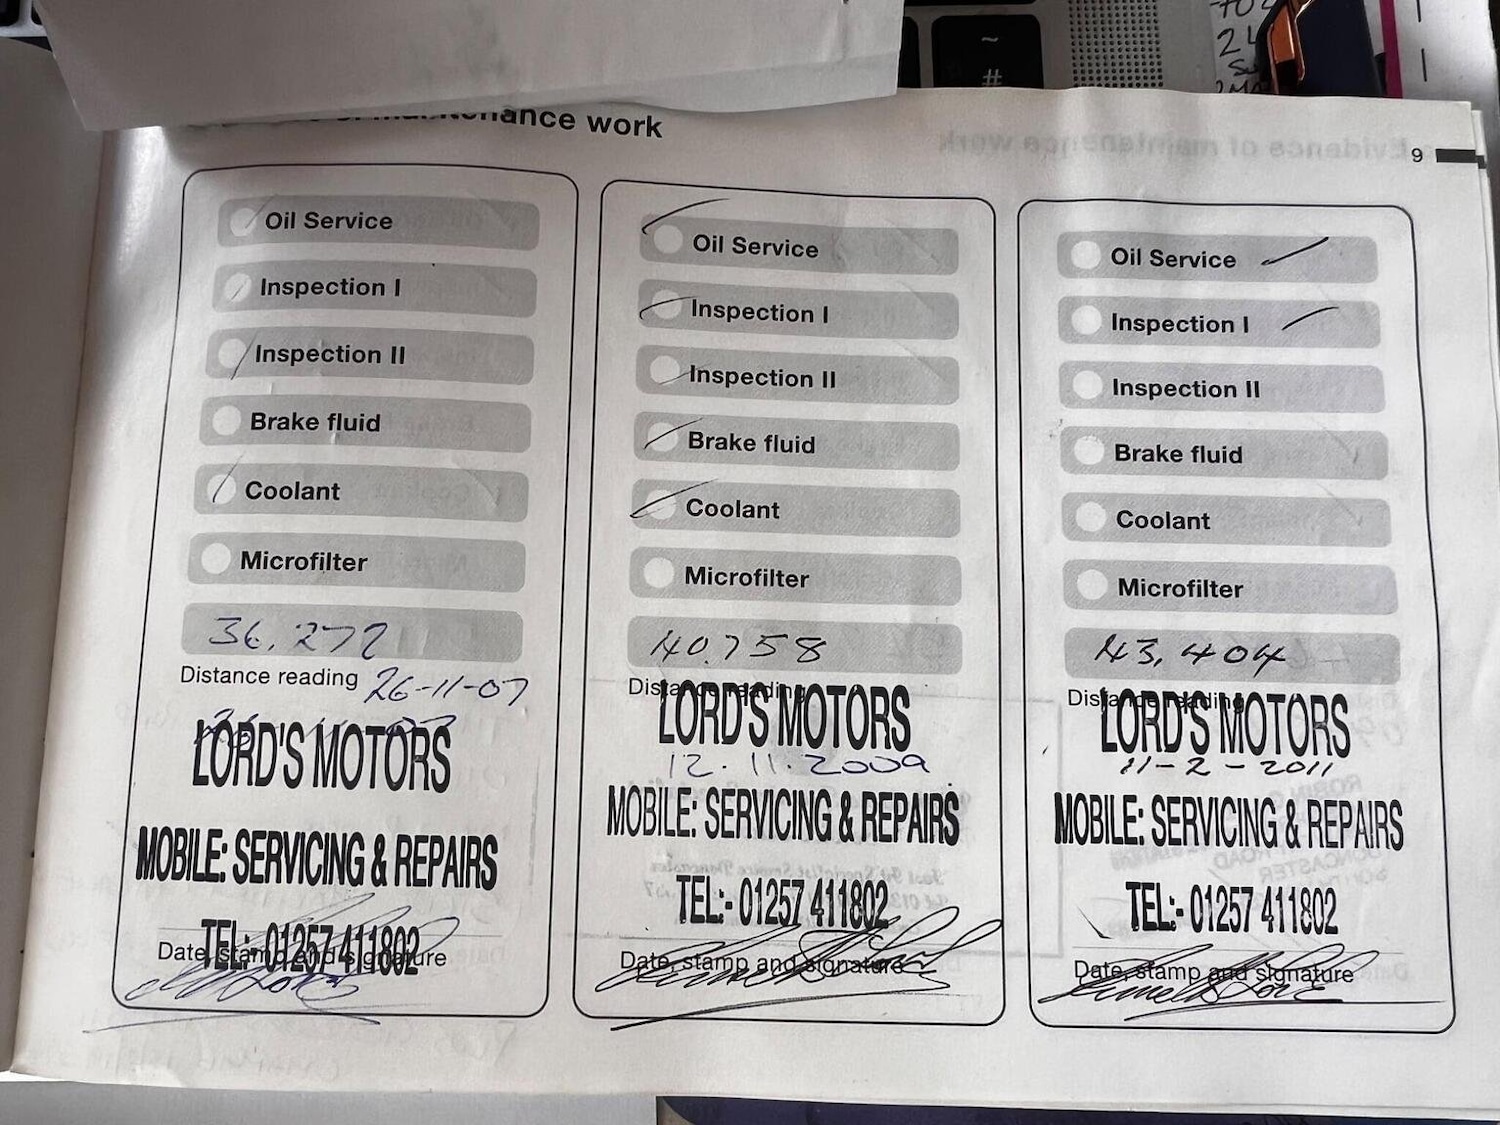 maintenance work
9
Oil Service
Inspection I
Inspection II
Brake fluid
Coolant
Microfilter
36,272
Distance reading
26-11-07
LORD'S MOTORS
MOBILE: SERVICING & REPAIRS
TEL:- 01257 411802
Date, stamp and signature
Oil Service
Inspection I
Inspection II
Brake fluid
Coolant
Microfilter
40,758
Distance reading
LORD'S MOTORS
12.11.2009
MOBILE: SERVICING & REPAIRS
TEL:- 01257 411802
Date, stamp and signature
Oil Service
Inspection I
Inspection II
Brake fluid
Coolant
Microfilter
43,404
Distance reading
LORD'S MOTORS
11-2-2011
MOBILE: SERVICING & REPAIRS
TEL:- 01257 411802
Date, stamp and signature